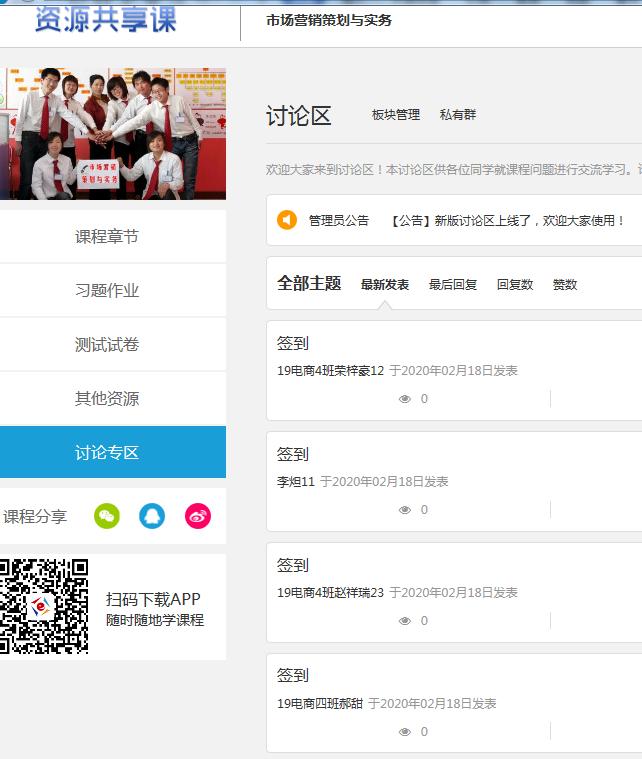 资源共享课
市场营销策划与实务
市场营销
策划与实务
讨论区
板块管理
私有群
欢迎大家来到讨论区！本讨论区供各位同学就课程问题进行交流学习。
管理员公告
【公告】新版讨论区上线了，欢迎大家使用！
全部主题
最新发表
最后回复
回复数
赞数
签到
19电商4班荣梓豪12 于2020年02月18日发表
0
签到
李炟11 于2020年02月18日发表
0
签到
19电商4班赵祥瑞23 于2020年02月18日发表
0
签到
19电商四班郝甜 于2020年02月18日发表
0
课程章节
习题作业
测试试卷
其他资源
讨论专区
课程分享
扫码下载APP
随时随地学课程